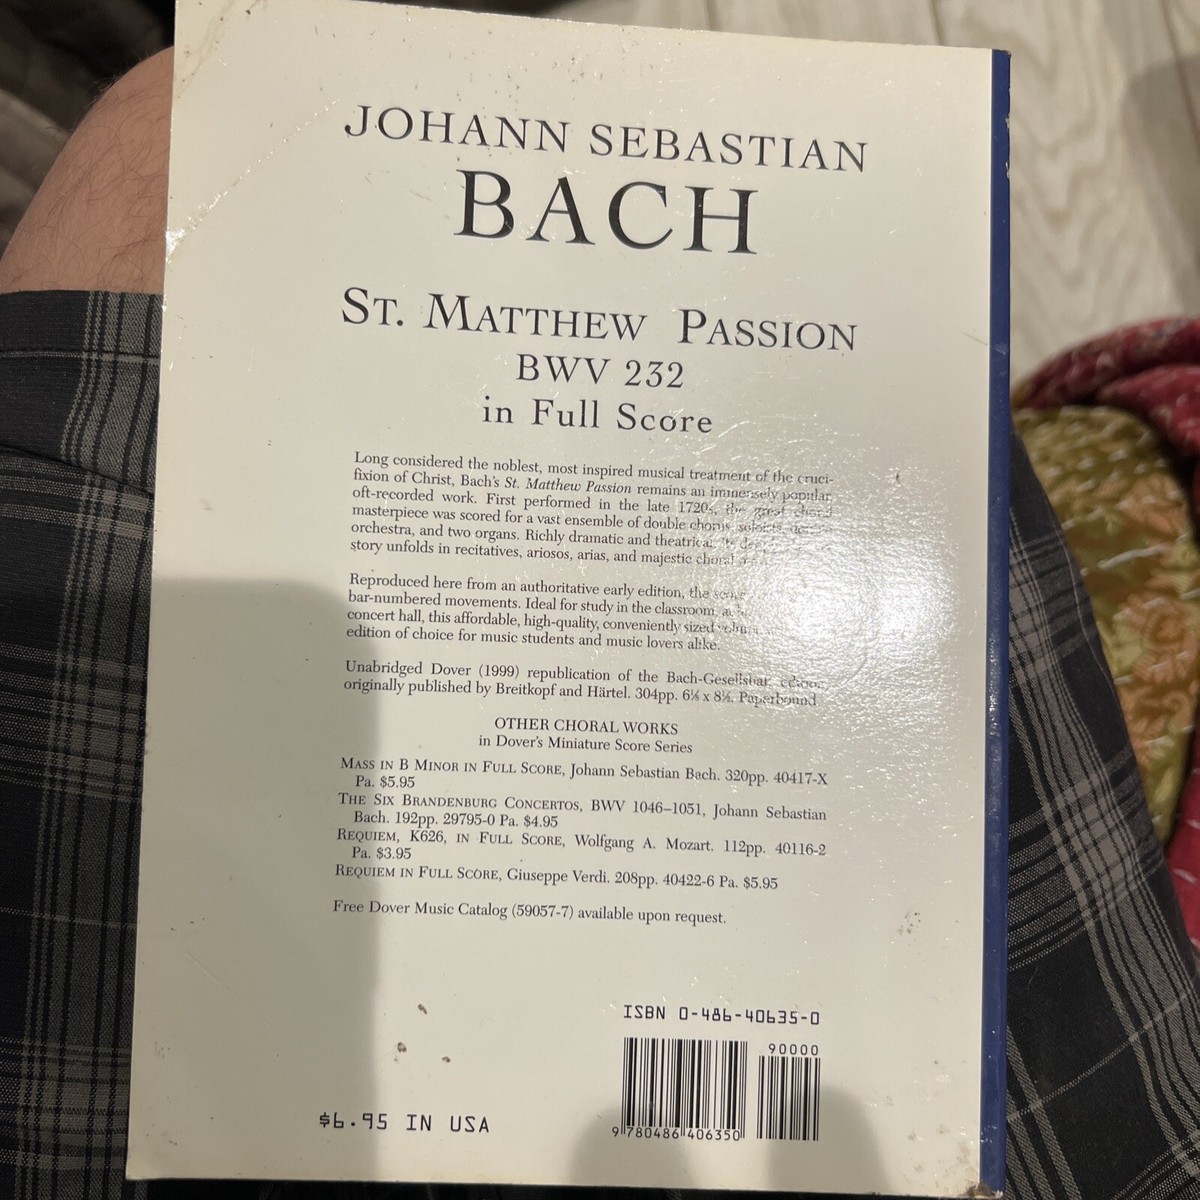 JOHANN SEBASTIAN
BACH
ST. MATTHEW PASSION
BWV 232
in Full Score
Long considered the noblest, most inspired musical treatment of the cruci-
fixion of Christ, Bach's St. Matthew Passion remains an immensely popular,
oft-recorded work. First performed in the late 1720s, the great choral
masterpiece was scored for a vast ensemble of double chorus, soloists,
orchestra, and two organs. Richly dramatic and theatrical,
story unfolds in recitatives, ariosos, arias, and majestic choral
Reproduced here from an authoritative early edition, the score
bar-numbered movements. Ideal for study in the classroom,
concert hall, this affordable, high-quality, conveniently sized volume
edition of choice for music students and music lovers alike.
Unabridged Dover (1999) republication of the Bach-Gesellshaft edition
originally published by Breitkopf and Härtel. 304pp. Paperbound
OTHER CHORAL WORKS
in Dover's Miniature Score Series
MASS IN B MINOR IN FULL SCORE, Johann Sebastian Bach. 320pp. 40417-X
Pa. $5.95
THE SIX BRANDENBURG CONCERTOS, BWV 1046–1051, Johann Sebastian
Bach. 192pp. 29795-0 Pa. $4.95
REQUIEM, K626, IN FULL SCORE, Wolfgang A. Mozart. 112pp. 40116-2
Pa. $3.95
REQUIEM IN FULL SCORE, Giuseppe Verdi. 208pp. 40422-6 Pa. $5.95
Free Dover Music Catalog (59057-7) available upon request.
ISBN 0-486-40635-0
90000
$6.95 IN USA
9 780486 406350